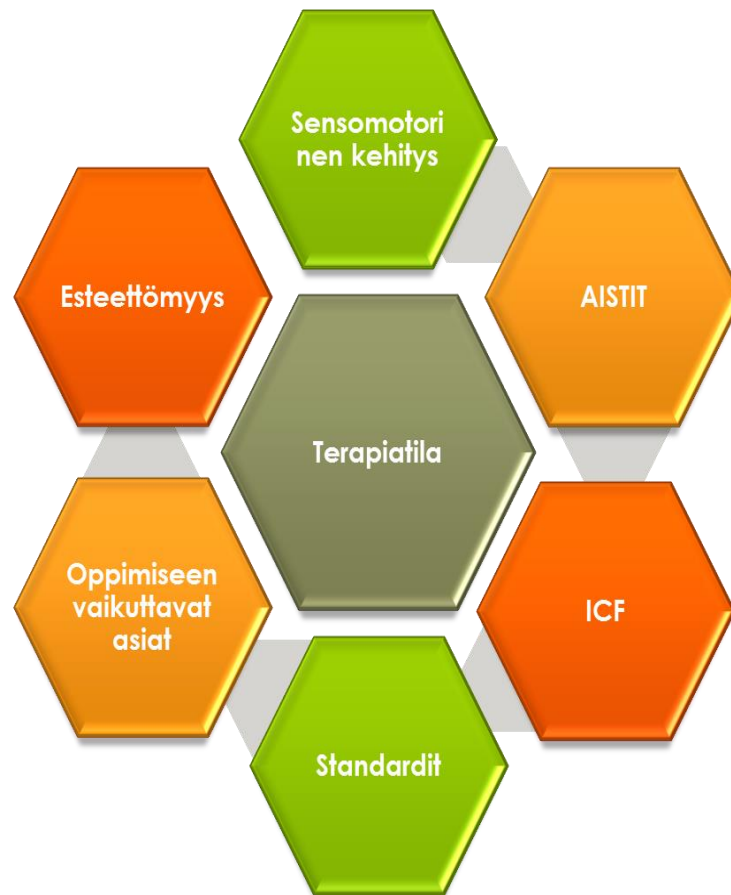 Sensomotori
nen kehitys
Esteettömyys
AISTIT
Terapiatila
Oppimiseen
vaikuttavat
asiat
ICF
Standardit